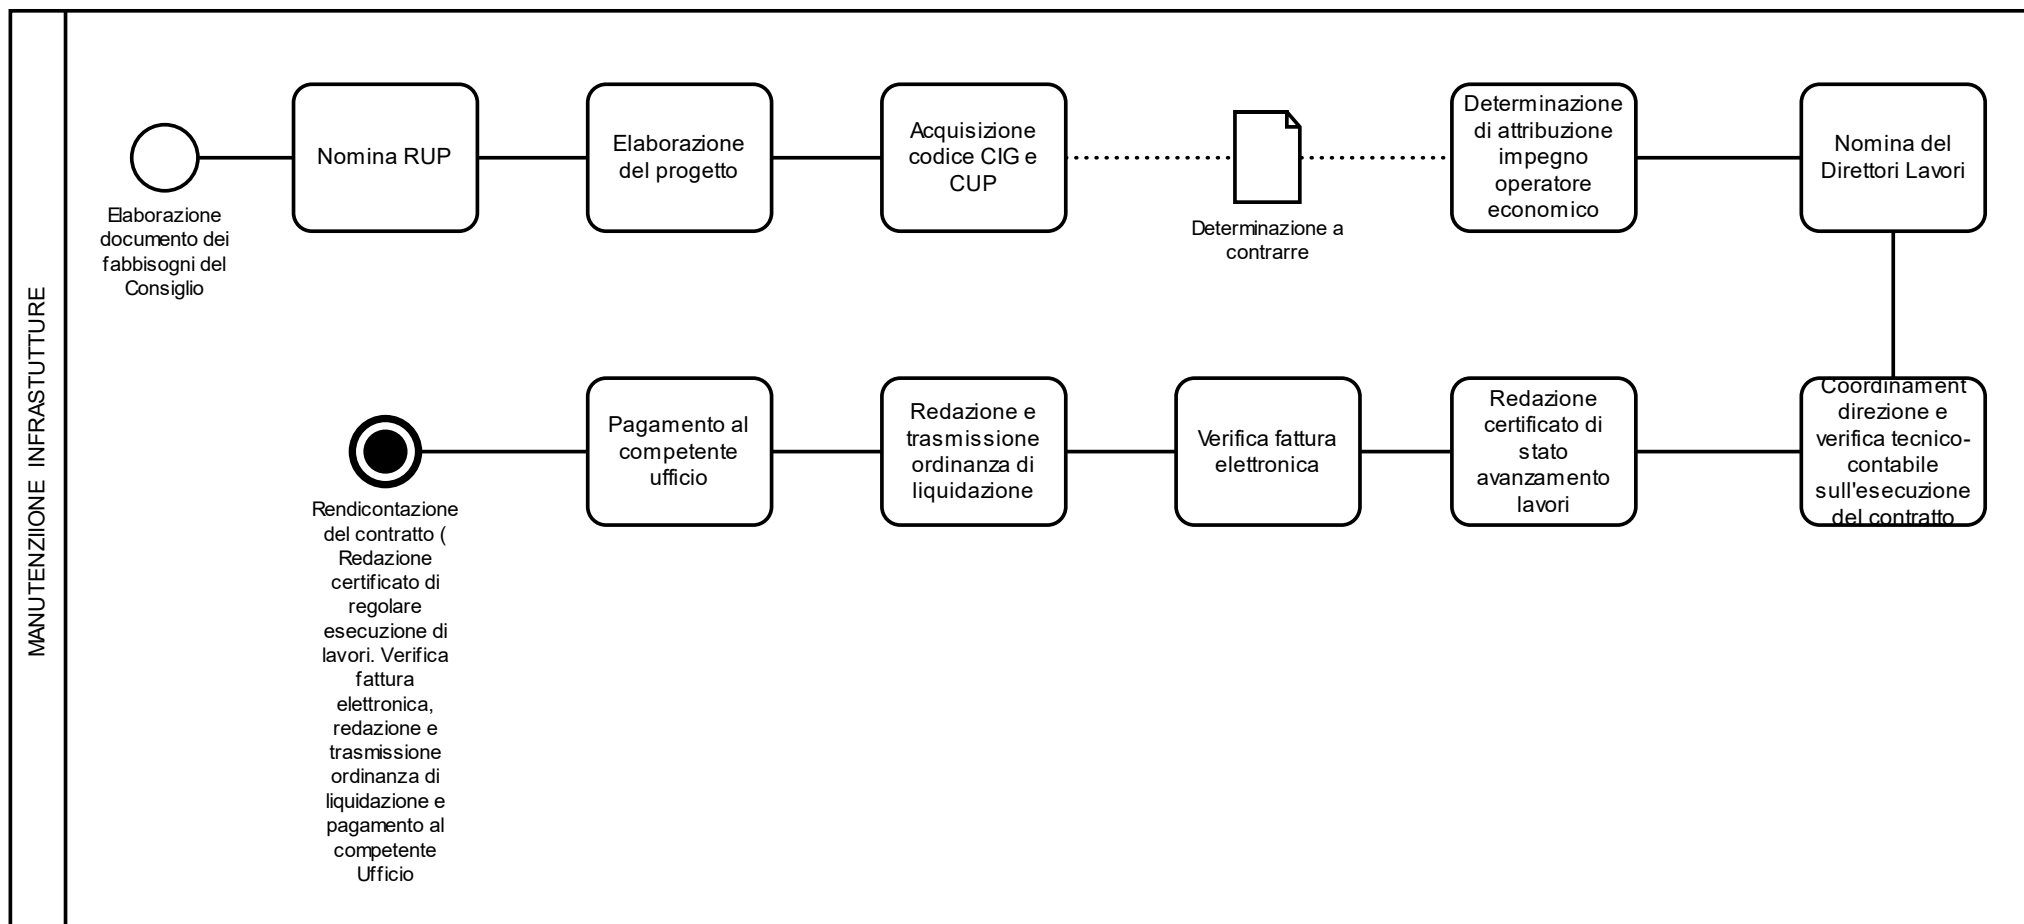 MANUTENZIIONE INFRASTUTTURE
Elaborazione
documento dei
fabbisogni del
Consiglio
Nomina RUP
Elaborazione
del progetto
Acquisizione
codice CIG e
CUP
Determinazione a
contrarre
Determinazione
di attribuzione
impegno
operatore
economico
Nomina del
Direttori Lavori
Coordinament
direzione e
verifica tecnico-
contabile
sull'esecuzione
del contratto
Redazione
certificato di
stato
avanzamento
lavori
Verifica fattura
elettronica
Redazione e
trasmissione
ordinanza di
liquidazione
Pagamento al
competente
ufficio
Rendicontazione
del contratto (
Redazione
certificato di
regolare
esecuzione di
lavori. Verifica
fattura
elettronica,
redazione e
trasmissione
ordinanza di
liquidazione e
pagamento al
competente
Ufficio